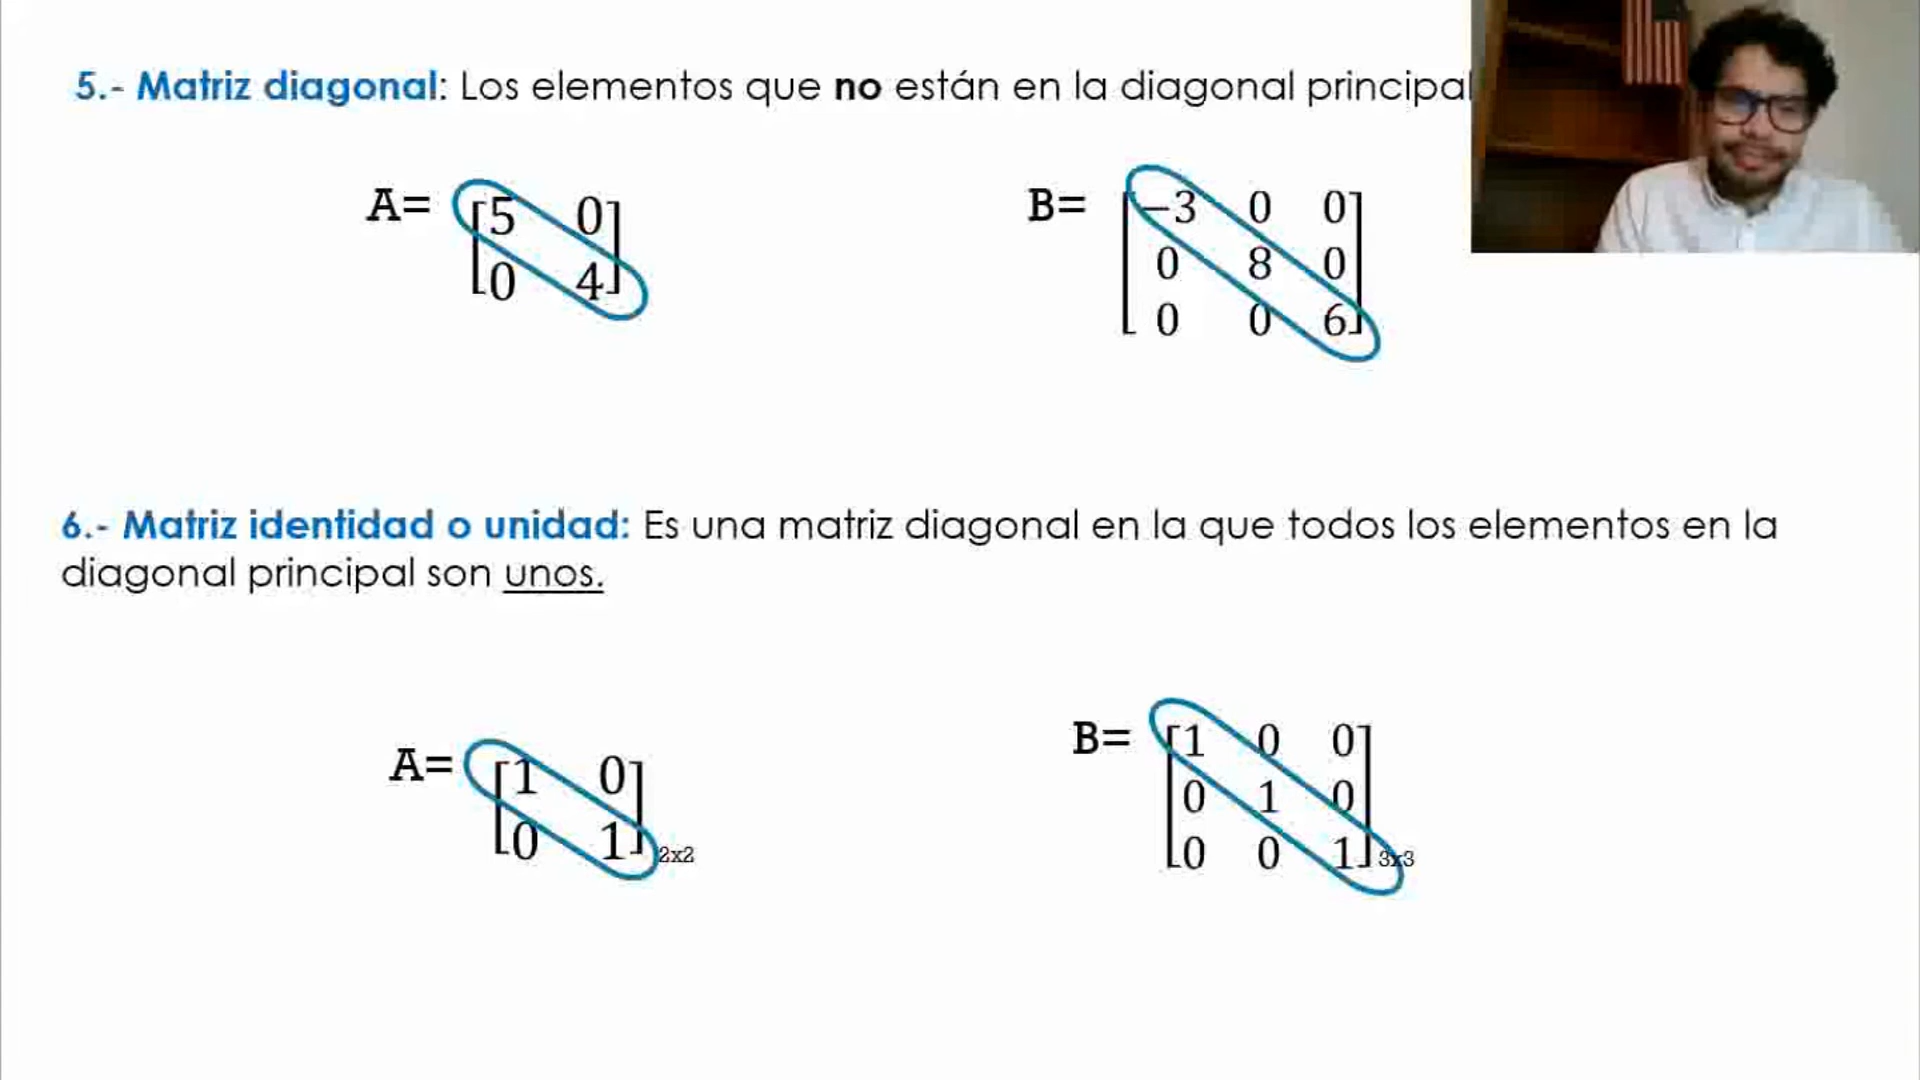 5.- Matriz diagonal: Los elementos que no están en la diagonal principal
A= [5 0
0 4]
B= [−3 0 0
0 8 0
0 0 6]
6.- Matriz identidad o unidad: Es una matriz diagonal en la que todos los elementos en la
diagonal principal son unos.
A= [1 0
0 1] 2x2
B= [1 0 0
0 1 0
0 0 1] 3x3